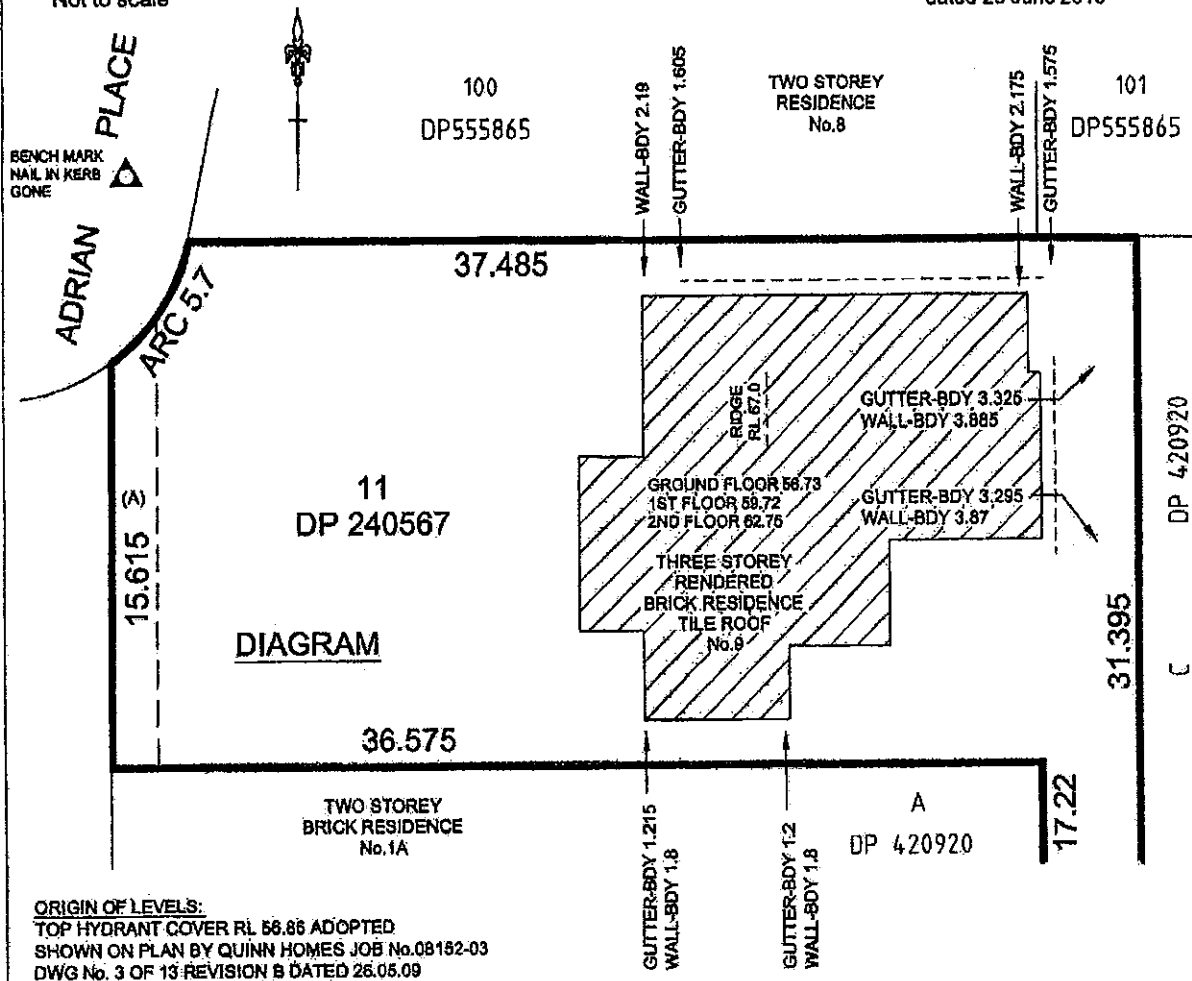 Not to scale
dated 23 June 2010
ADRIAN PLACE
BENCH MARK
NAIL IN KERB
GONE
100
DP555865
WALL-BDY 2.19
GUTTER-BDY 1.605
TWO STOREY
RESIDENCE
No.8
WALL-BDY 2.175
GUTTER-BDY 1.575
101
DP555865
37.485
ARC 5.7
RIDGE
RL 67.0
GUTTER-BDY 3.325
WALL-BDY 3.885
11
DP 240567
GROUND FLOOR 56.73
1ST FLOOR 59.72
2ND FLOOR 62.75
GUTTER-BDY 3.295
WALL-BDY 3.87
15.615 (A)
THREE STOREY
RENDERED
BRICK RESIDENCE
TILE ROOF
No.9
C DP 420920
31.395
DIAGRAM
36.575
TWO STOREY
BRICK RESIDENCE
No.1A
GUTTER-BDY 1.215
WALL-BDY 1.8
GUTTER-BDY 1.2
WALL-BDY 1.8
A
DP 420920
17.22
ORIGIN OF LEVELS:
TOP HYDRANT COVER RL 56.86 ADOPTED
SHOWN ON PLAN BY QUINN HOMES JOB No.08152-03
DWG No. 3 OF 13 REVISION B DATED 26.05.09